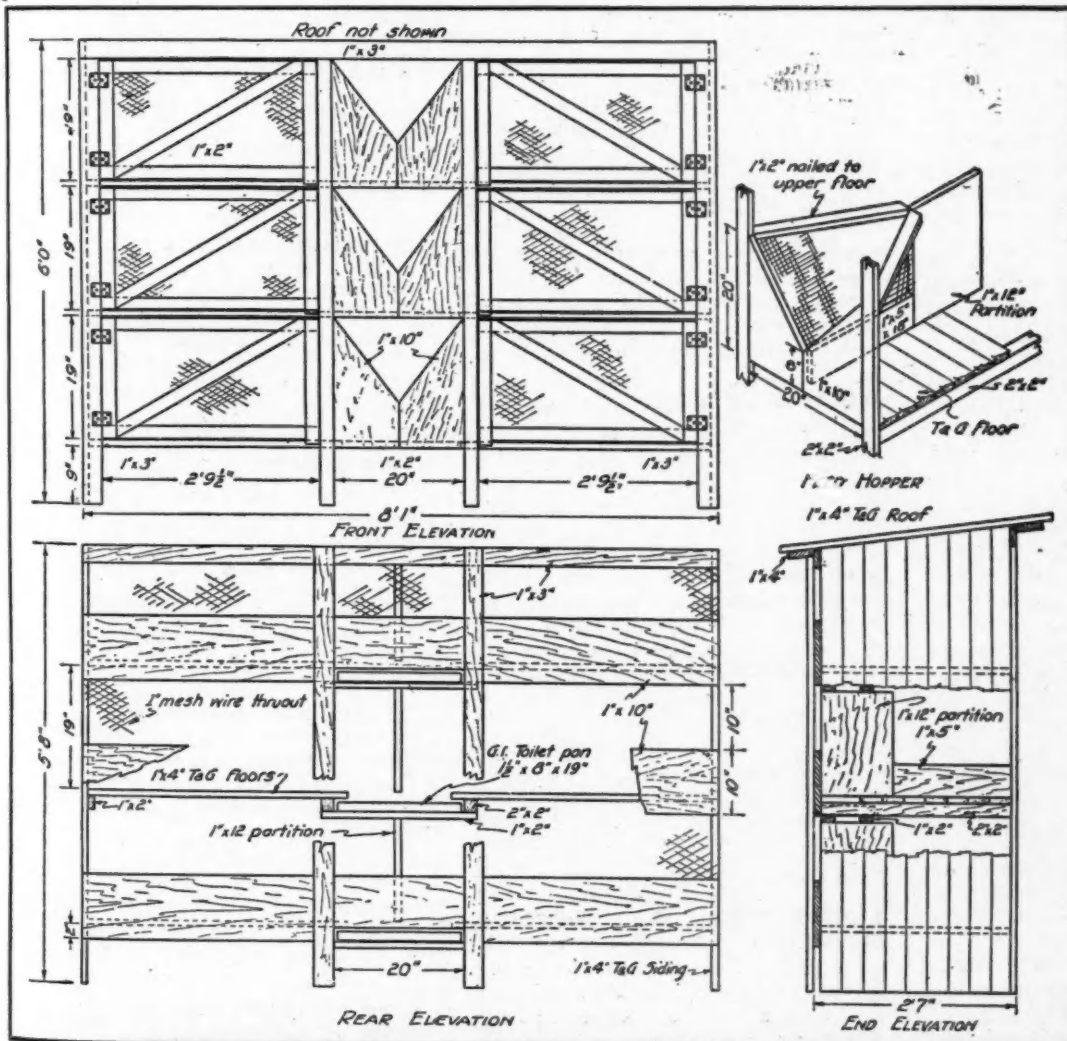 Roof not shown
1"x3"
6'0"
19"
1"x2"
19"
19"
1"x10"
9"
1"x3"
1"x2"
1"x3"
2'9½"
20"
2'9½"
8'1"
FRONT ELEVATION
1"x2" nailed to
upper floor
20"
1"x5"
x 18"
1"x12"
Partition
8"
1"x10"
20"
2"x2"
T&G Floor
2"x2"
HOPPER
1"x3"
5'8"
19"
1" mesh wire thruout
1"x10"
10"
G.I. Toilet pan
1½" x 8" x 19"
1"x4" T&G Floors
10"
1"x2"
2"x2"
1"x2"
1"x12 partition
2"
20"
1"x4" T&G Siding
REAR ELEVATION
1"x4" T&G Roof
1"x4"
1"x12" partition
1"x5"
1"x2"
2"x2"
2'7"
END ELEVATION